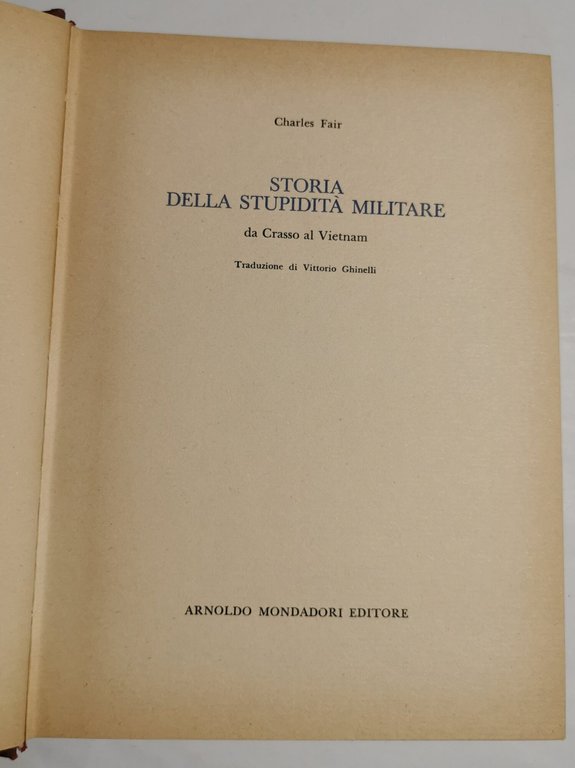 Charles Fair
STORIA
DELLA STUPIDITÀ MILITARE
da Crasso al Vietnam
Traduzione di Vittorio Ghinelli
ARNOLDO MONDADORI EDITORE